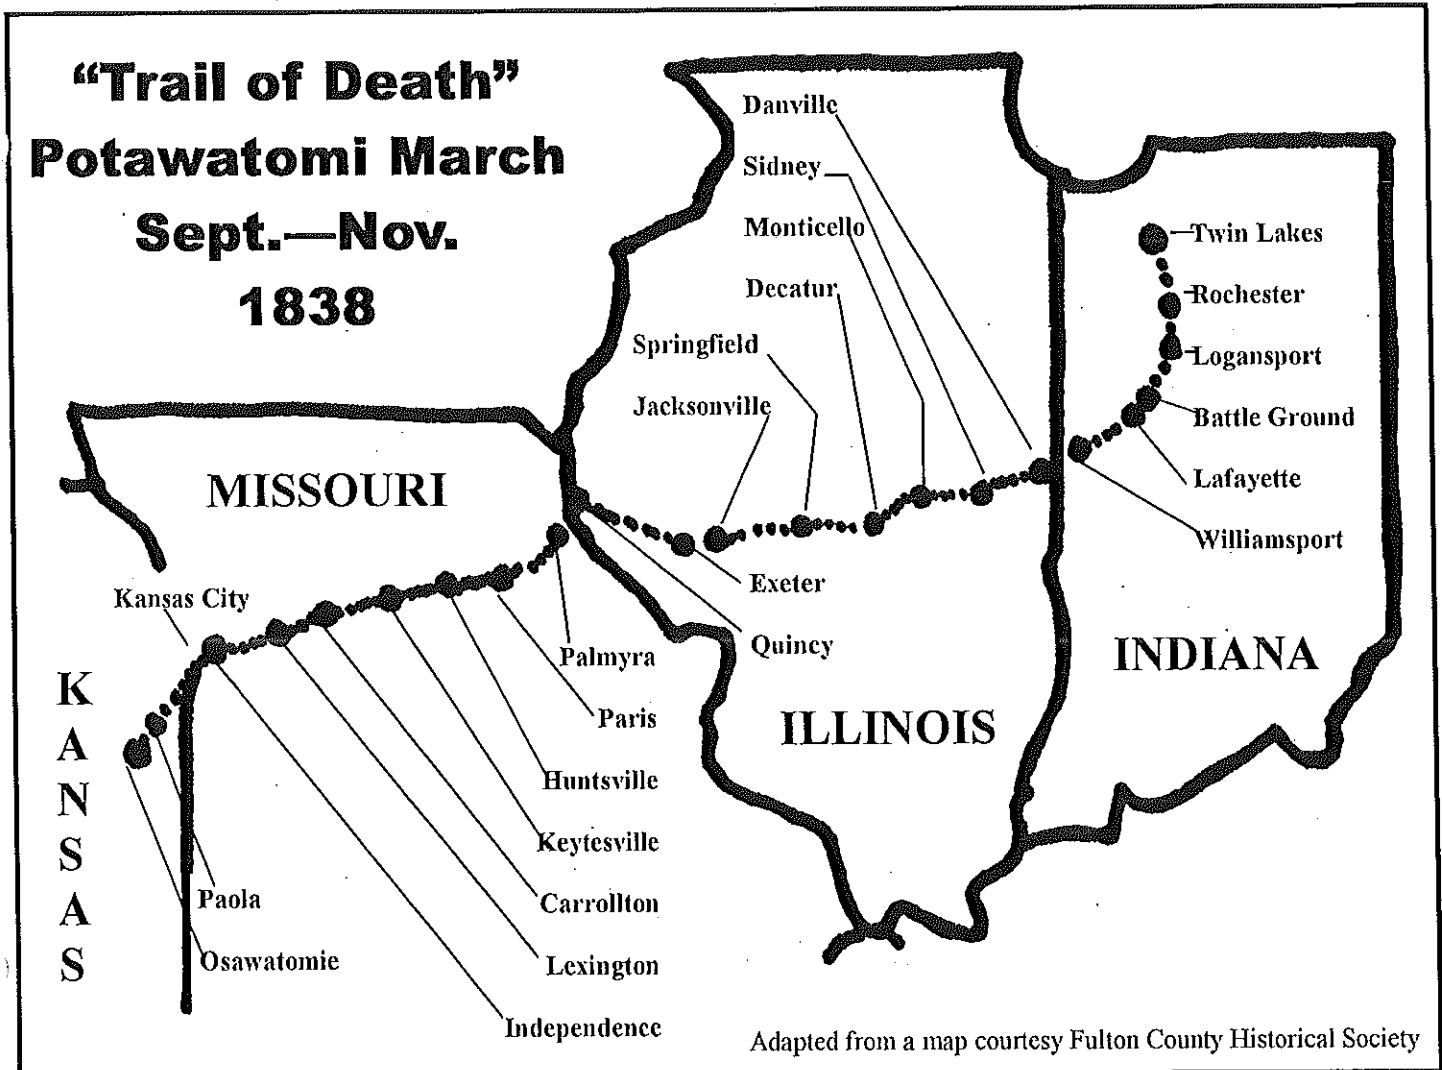 “Trail of Death”
Potawatomi March
Sept.—Nov.
1838
Danville
Sidney
Monticello
Decatur
Springfield
Jacksonville
Twin Lakes
Rochester
Logansport
Battle Ground
Lafayette
Williamsport
MISSOURI
Kansas City
Exeter
Quincy
Palmyra
Paris
Huntsville
Keytesville
Carrollton
Lexington
Independence
INDIANA
ILLINOIS
KANSAS
Paola
Osawatomie
Adapted from a map courtesy Fulton County Historical Society